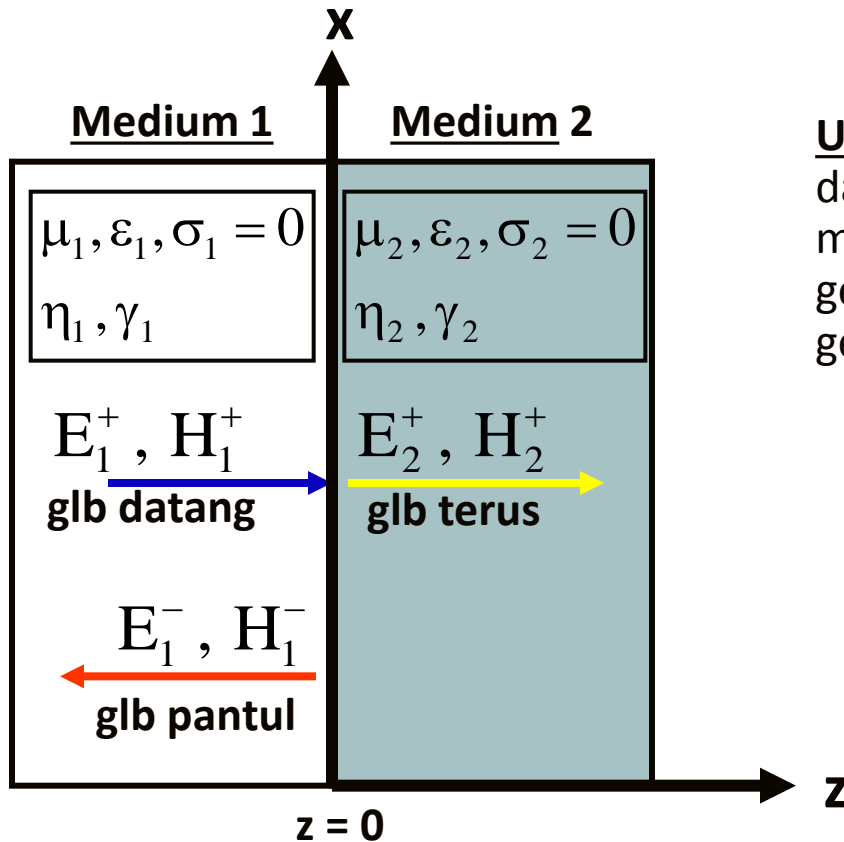 x
Medium 1
Medium 2
μ₁, ε₁, σ₁ = 0
η₁, γ₁
μ₂, ε₂, σ₂ = 0
η₂, γ₂
E₁⁺, H₁⁺
glb datang
E₂⁺, H₂⁺
glb terus
E₁⁻, H₁⁻
glb pantul
z
z = 0